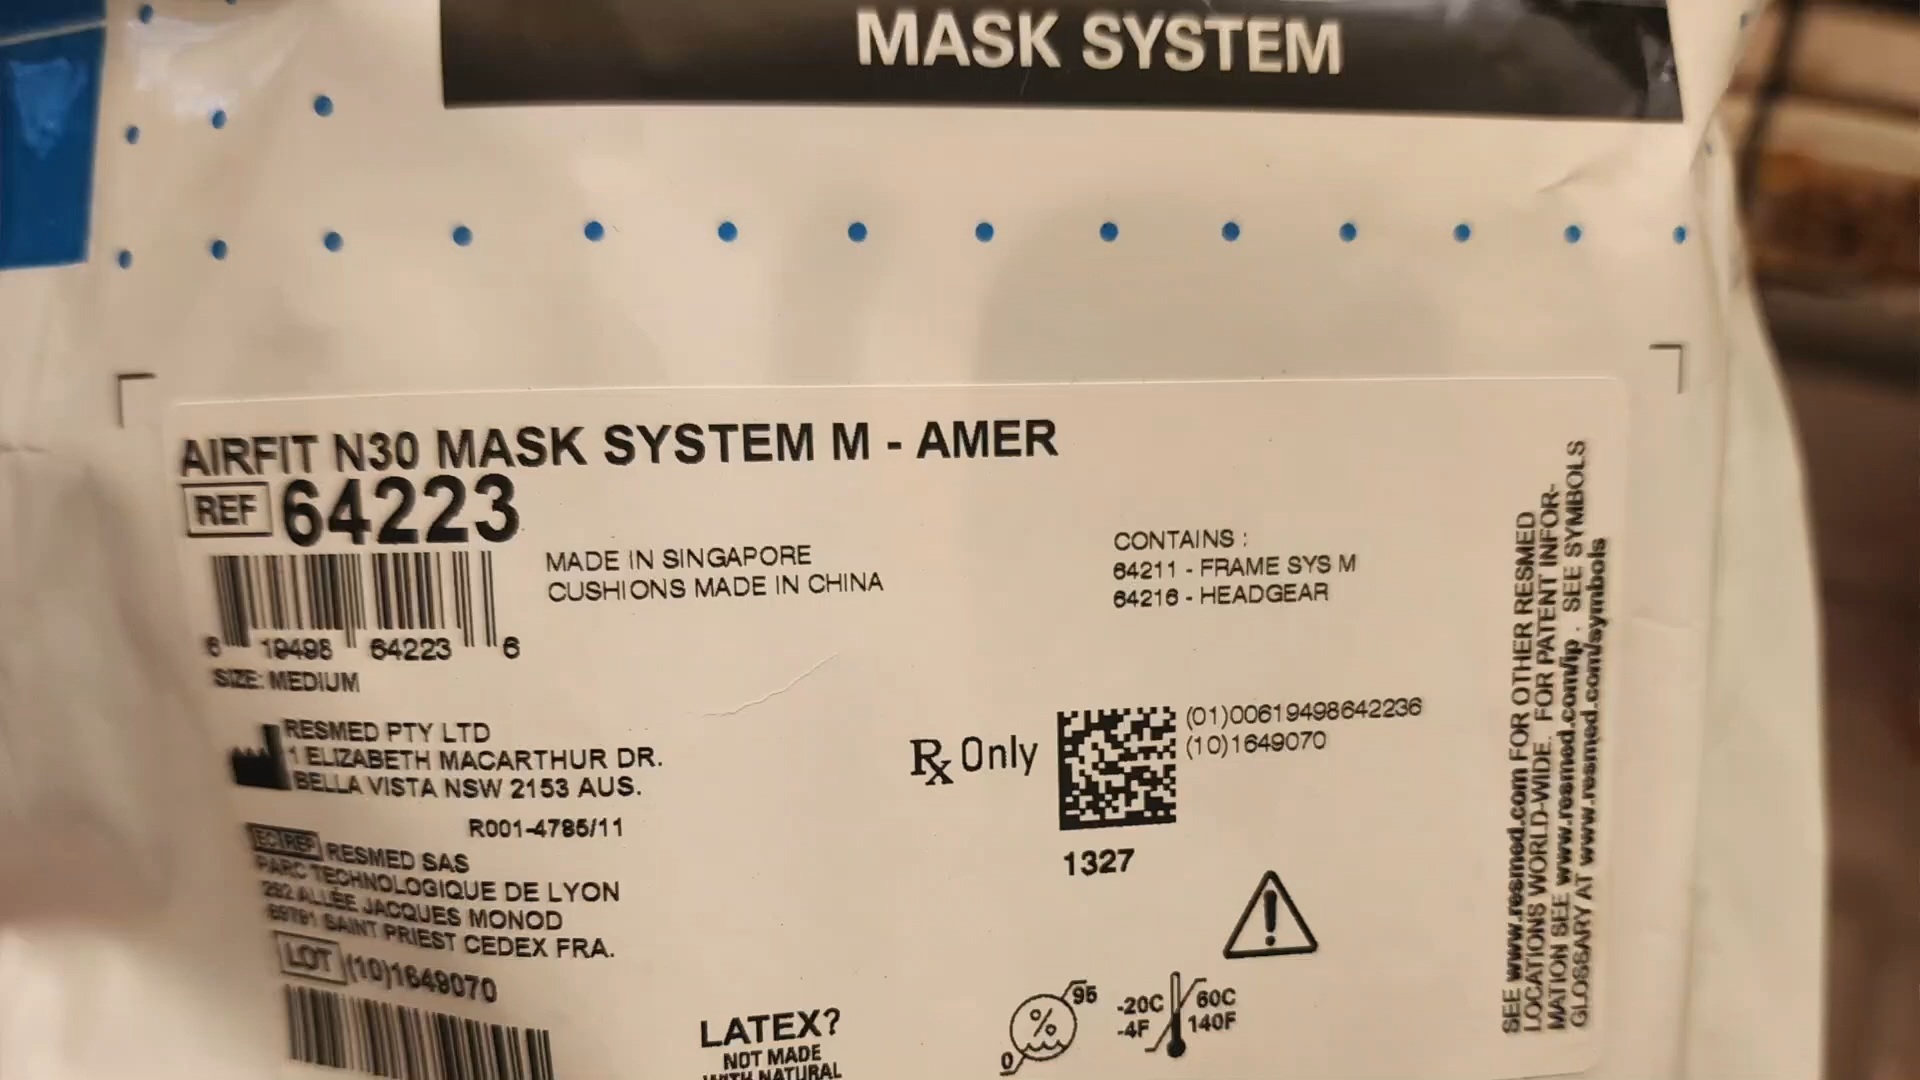 MASK SYSTEM
AIRFIT N30 MASK SYSTEM M - AMER
REF 64223
MADE IN SINGAPORE
CUSHIONS MADE IN CHINA
CONTAINS :
64211 - FRAME SYS M
64216 - HEADGEAR
6 19498 64223 6
SIZE: MEDIUM
RESMED PTY LTD
1 ELIZABETH MACARTHUR DR.
BELLA VISTA NSW 2153 AUS.
R001-4785/11
EC REP RESMED SAS
PARC TECHNOLOGIQUE DE LYON
292 ALLÉE JACQUES MONOD
69791 SAINT PRIEST CEDEX FRA.
LOT (10)1649070
Rx Only
(01)00619498642236
(10)1649070
1327
LATEX?
NOT MADE
WITH NATURAL
% 95
0
-20C 60C
-4F 140F
SEE www.resmed.com FOR OTHER RESMED
LOCATIONS WORLD-WIDE. FOR PATENT INFOR-
MATION SEE www.resmed.com/ip . SEE SYMBOLS
GLOSSARY AT www.resmed.com/symbols